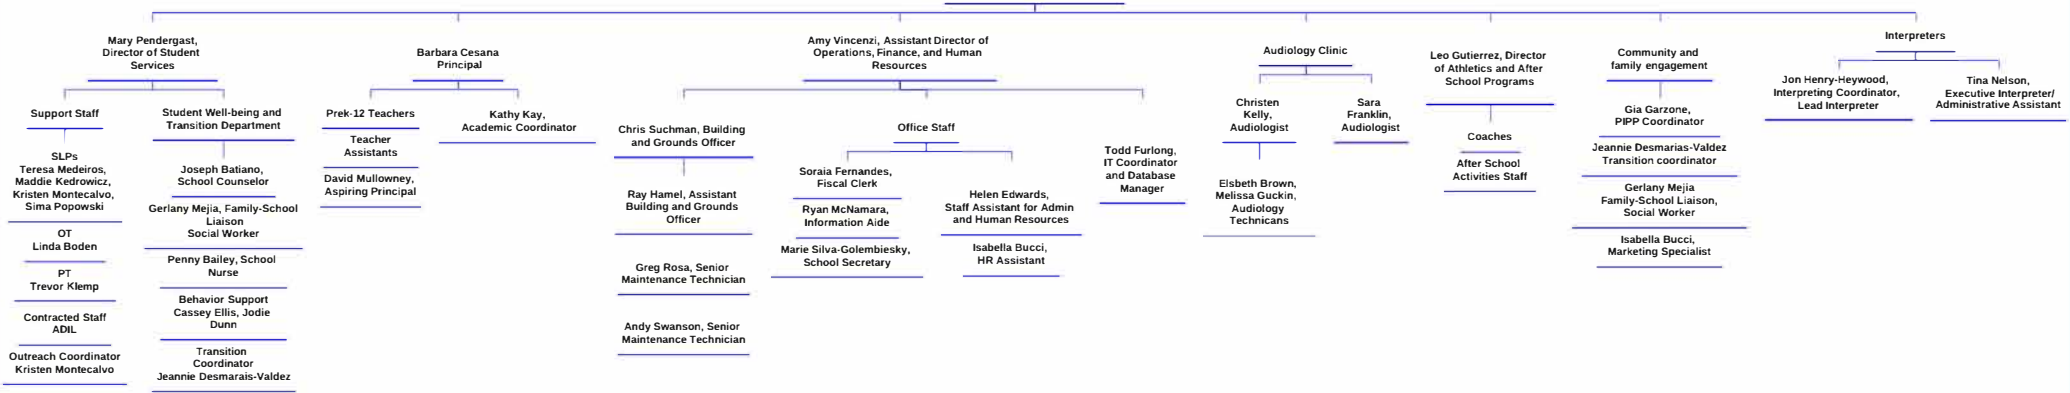 Mary Pendergast,
Director of Student
Services
Support Staff
SLPs
Teresa Medeiros,
Maddie Kedrowicz,
Kristen Montecalvo,
Sima Popowski
OT
Linda Boden
PT
Trevor Klemp
Contracted Staff
ADIL
Outreach Coordinator
Kristen Montecalvo
Student Well-being and
Transition Department
Joseph Batiano,
School Counselor
Gerlany Mejia, Family-School
Liaison
Social Worker
Penny Bailey, School
Nurse
Behavior Support
Cassey Ellis, Jodie
Dunn
Transition
Coordinator
Jeannie Desmarais-Valdez
Barbara Cesana
Principal
Prek-12 Teachers
Teacher
Assistants
David Mullowney,
Aspiring Principal
Kathy Kay,
Academic Coordinator
Amy Vincenzi, Assistant Director of
Operations, Finance, and Human
Resources
Chris Suchman, Building
and Grounds Officer
Ray Hamel, Assistant
Building and Grounds
Officer
Greg Rosa, Senior
Maintenance Technician
Andy Swanson, Senior
Maintenance Technician
Office Staff
Soraia Fernandes,
Fiscal Clerk
Ryan McNamara,
Information Aide
Marie Silva-Golembiesky,
School Secretary
Helen Edwards,
Staff Assistant for Admin
and Human Resources
Isabella Bucci,
HR Assistant
Todd Furlong,
IT Coordinator
and Database
Manager
Audiology Clinic
Christen
Kelly,
Audiologist
Elsbeth Brown,
Melissa Guckin,
Audiology
Technicans
Sara
Franklin,
Audiologist
Leo Gutierrez, Director
of Athletics and After
School Programs
Coaches
After School
Activities Staff
Community and
family engagement
Gia Garzone,
PIPP Coordinator
Jeannie Desmarias-Valdez
Transition coordinator
Gerlany Mejia
Family-School Liaison,
Social Worker
Isabella Bucci,
Marketing Specialist
Interpreters
Jon Henry-Heywood,
Interpreting Coordinator,
Lead Interpreter
Tina Nelson,
Executive Interpreter/
Administrative Assistant